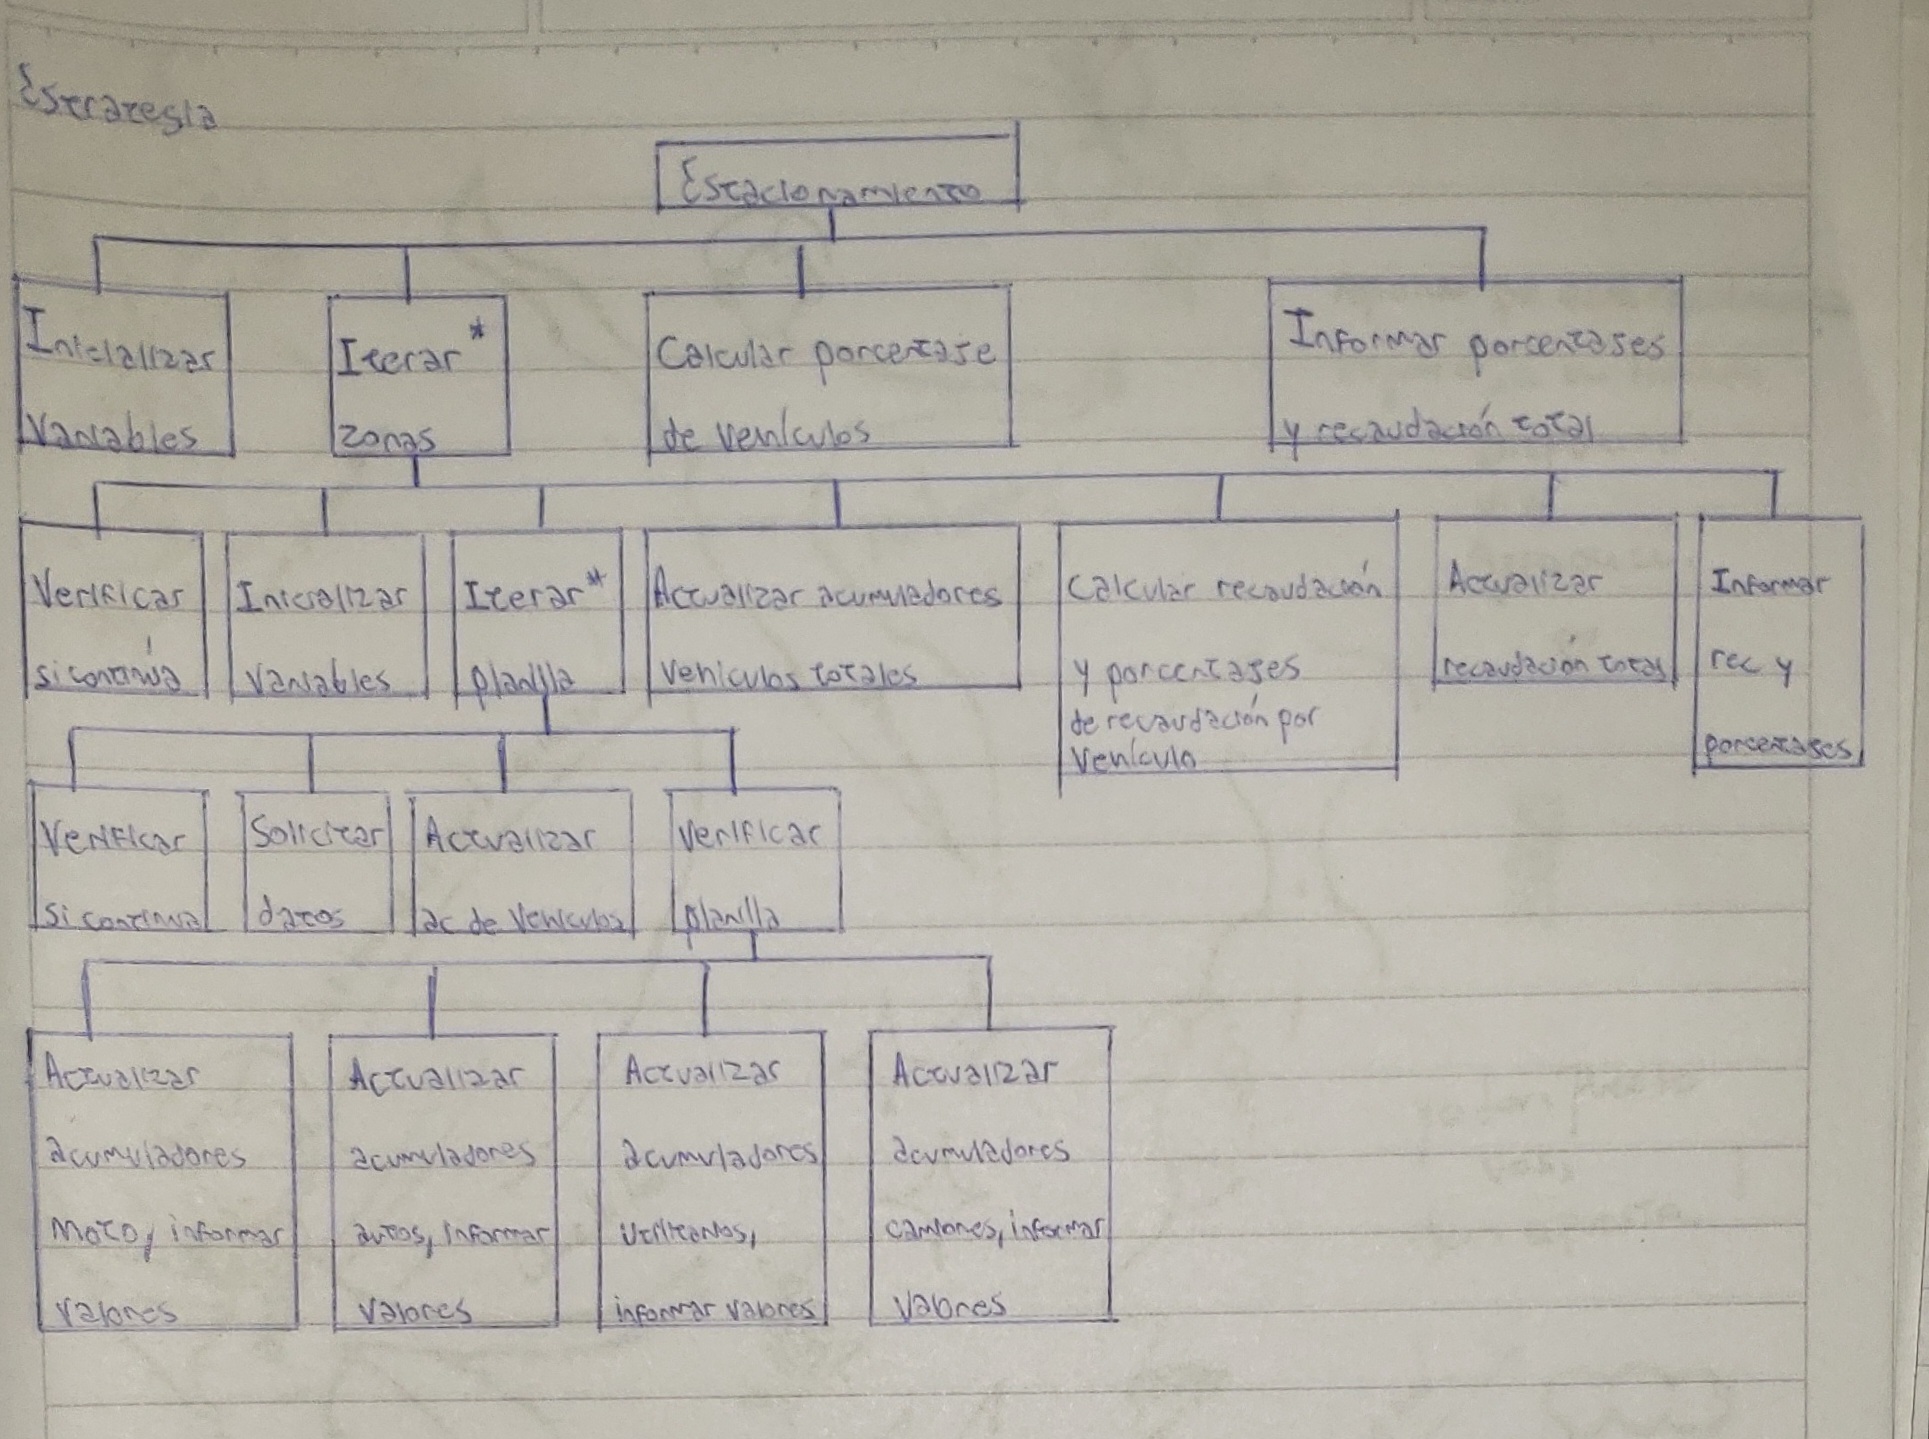 Estrategia
Estacionamiento
Inicializar
Variables
Iterar *
zonas
Calcular porcentaje
de vehículos
Informar porcentajes
y recaudación total
Verificar
si continúa
Inicializar
Variables
Iterar *
planilla
Actualizar acumuladores
vehículos totales
Calcular recaudación
y porcentajes
de recaudación por
vehículo
Actualizar
recaudación total
Informar
rec y
porcentajes
Verificar
si continua
Solicitar
datos
Actualizar
ac de vehiculos
Verificar
planilla
Actualizar
acumuladores
Moto, informar
valores
Actualizar
acumuladores
autos, informar
valores
Actualizar
acumuladores
utilitarios,
informar valores
Actualizar
acumuladores
camiones, informar
valores